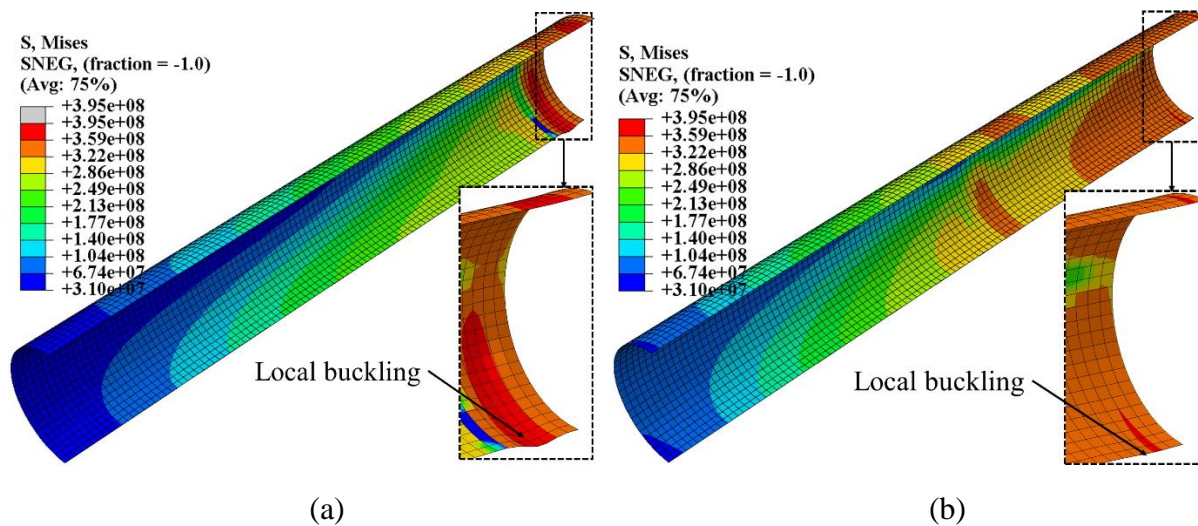 S, Mises
SNEG, (fraction = -1.0)
(Avg: 75%)
+3.95e+08
+3.95e+08
+3.59e+08
+3.22e+08
+2.86e+08
+2.49e+08
+2.13e+08
+1.77e+08
+1.40e+08
+1.04e+08
+6.74e+07
+3.10e+07
Local buckling
(a)
S, Mises
SNEG, (fraction = -1.0)
(Avg: 75%)
+3.95e+08
+3.59e+08
+3.22e+08
+2.86e+08
+2.49e+08
+2.13e+08
+1.77e+08
+1.40e+08
+1.04e+08
+6.74e+07
+3.10e+07
Local buckling
(b)